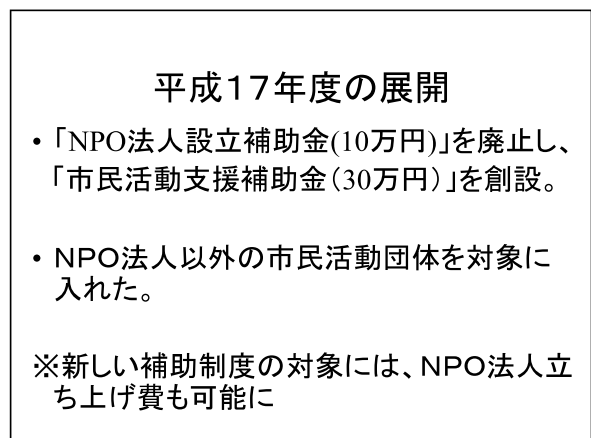 平成１７年度の展開
• 「NPO法人設立補助金(10万円)」を廃止し、
「市民活動支援補助金（30万円）」を創設。
• ＮＰＯ法人以外の市民活動団体を対象に
入れた。
※新しい補助制度の対象には、ＮＰＯ法人立
ち上げ費も可能に